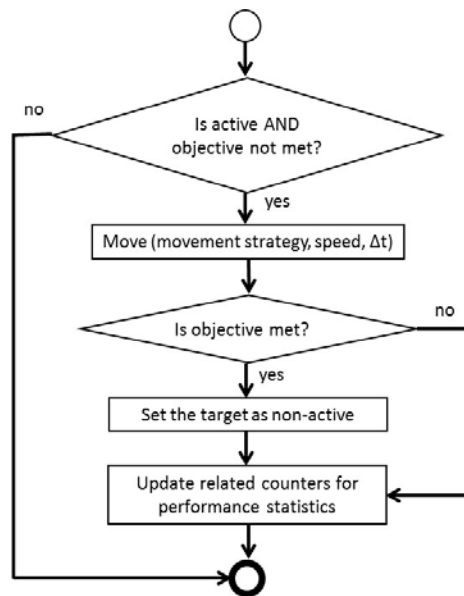 no
Is active AND
objective not met?
yes
Move (movement strategy, speed, Δt)
no
Is objective met?
yes
Set the target as non-active
Update related counters for
performance statistics